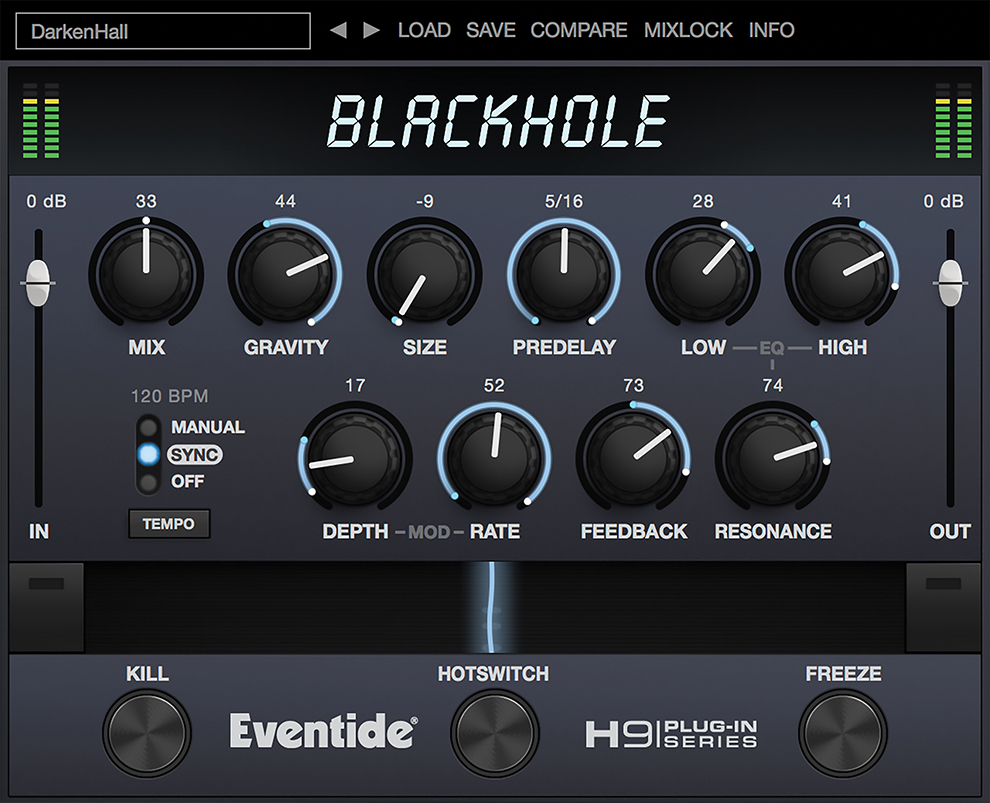 DarkenHall LOAD SAVE COMPARE MIXLOCK INFO
BLACKHOLE
0 dB 33 44 -9 5/16 28 41 0 dB
MIX GRAVITY SIZE PREDELAY LOW EQ HIGH
120 BPM 17 52 73 74
MANUAL
SYNC
OFF
TEMPO
IN DEPTH MOD RATE FEEDBACK RESONANCE OUT
KILL HOTSWITCH FREEZE
Eventide® H9 PLUG-IN
SERIES